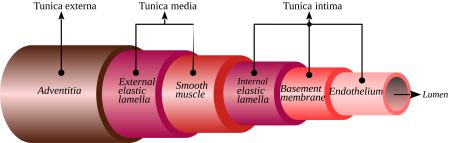 Tunica externa
Tunica media
Tunica intima
Adventitia
External
elastic
lamella
Smooth
muscle
Internal
elastic
lamella
Basement
membrane
Endothelium
Lumen